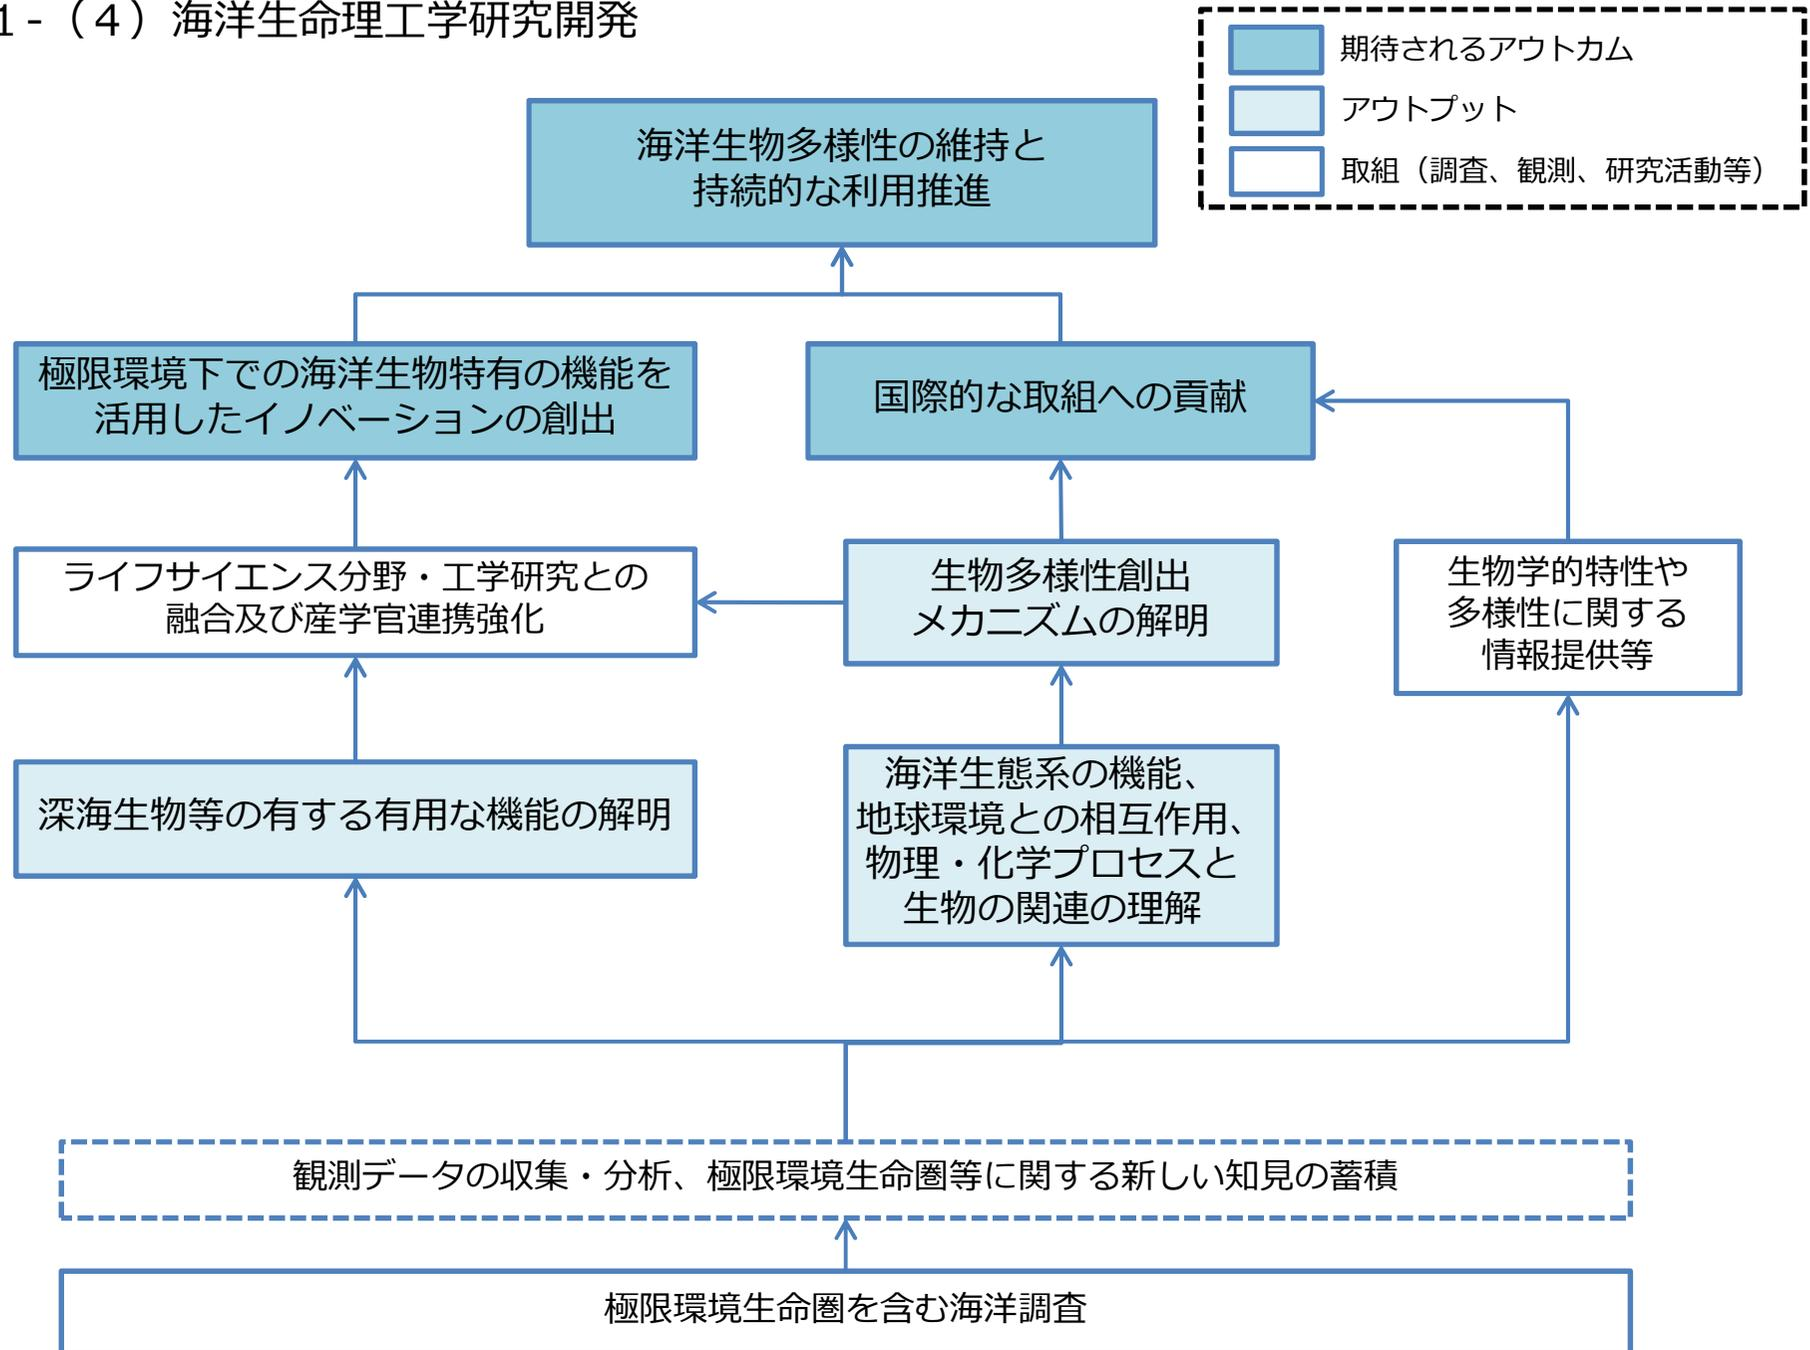 1-（４）海洋生命理工学研究開発
期待されるアウトカム
アウトプット
取組（調査、観測、研究活動等）
海洋生物多様性の維持と
持続的な利用推進
極限環境下での海洋生物特有の機能を
活用したイノベーションの創出
国際的な取組への貢献
ライフサイエンス分野・工学研究との
融合及び産学官連携強化
生物多様性創出
メカニズムの解明
生物学的特性や
多様性に関する
情報提供等
深海生物等の有する有用な機能の解明
海洋生態系の機能、
地球環境との相互作用、
物理・化学プロセスと
生物の関連の理解
観測データの収集・分析、極限環境生命圏等に関する新しい知見の蓄積
極限環境生命圏を含む海洋調査